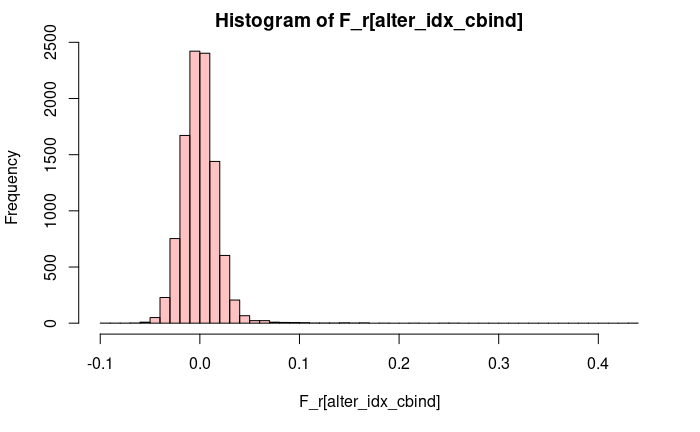 Histogram of F_r[alter_idx_cbind]
Frequency
2500
2000
1500
1000
500
0
-0.1 0.0 0.1 0.2 0.3 0.4
F_r[alter_idx_cbind]